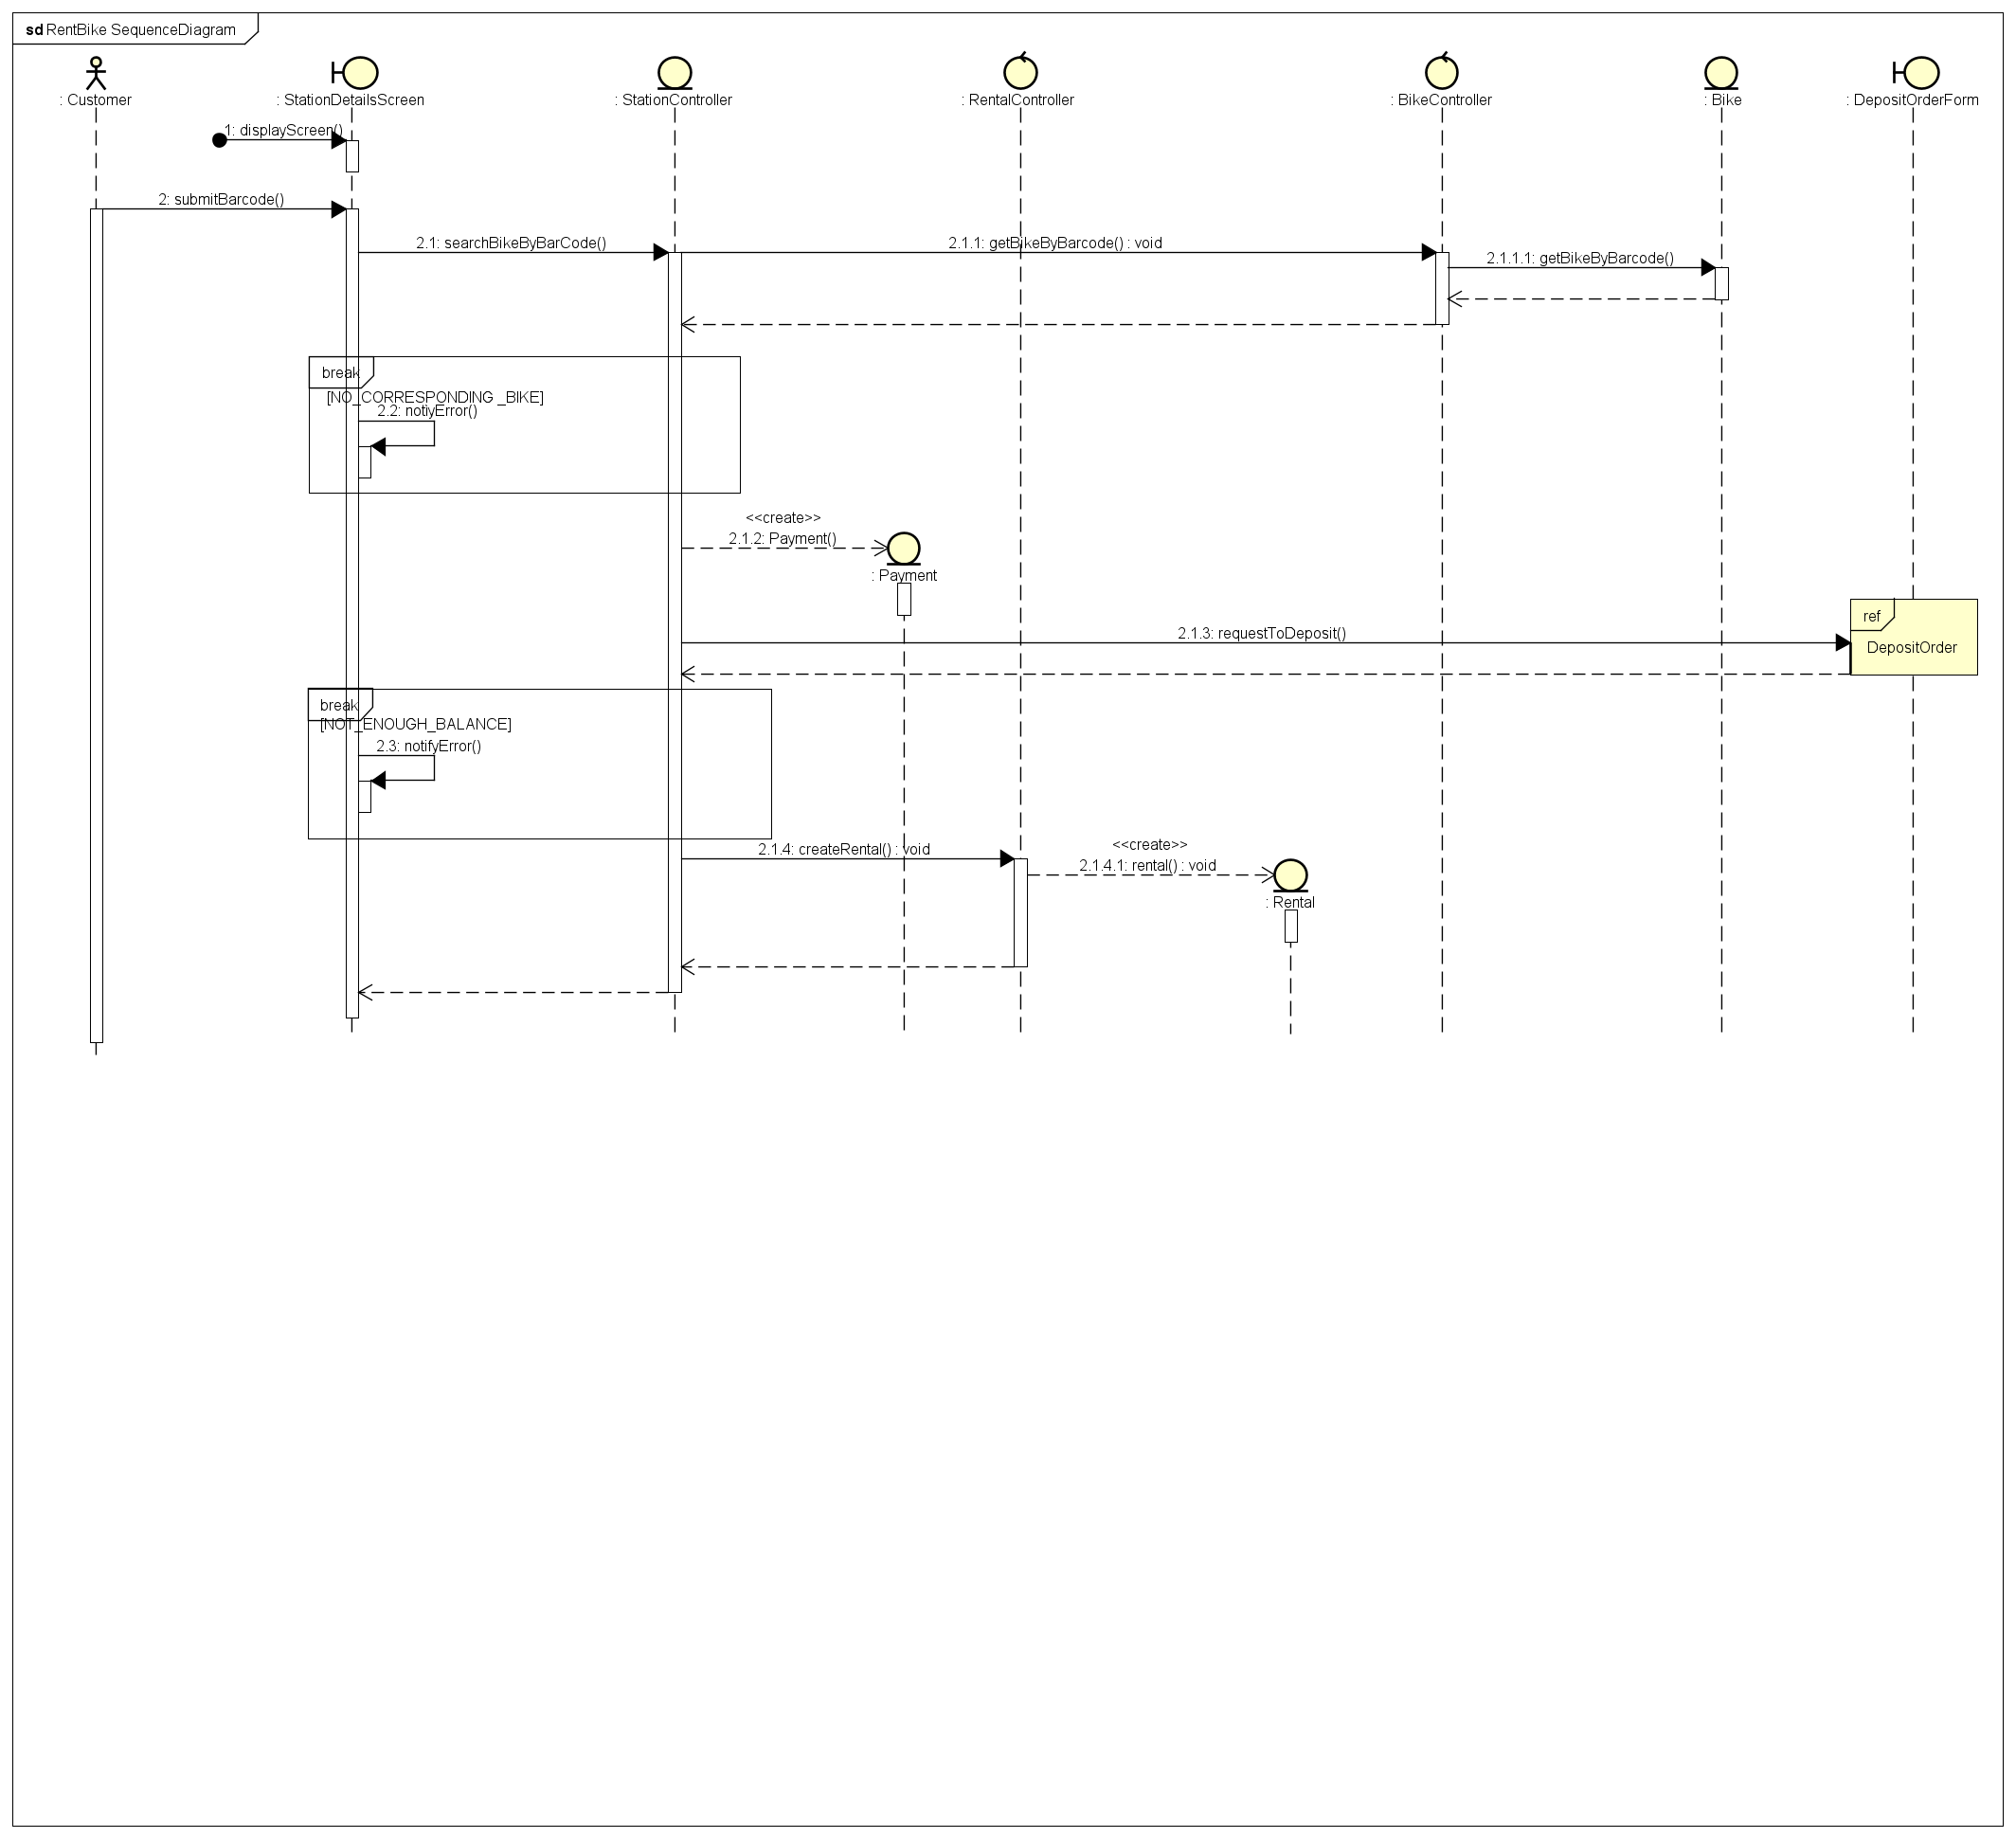 sd RentBike SequenceDiagram
: Customer
: StationDetailsScreen
: StationController
: RentalController
: BikeController
: Bike
: DepositOrderForm
1: displayScreen()
2: submitBarcode()
2.1: searchBikeByBarCode()
2.1.1: getBikeByBarcode() : void
2.1.1.1: getBikeByBarcode()
break
[NO_CORRESPONDING _BIKE]
2.2: notiyError()
<<create>>
2.1.2: Payment()
: Payment
ref
2.1.3: requestToDeposit()
DepositOrder
break
[NOT_ENOUGH_BALANCE]
2.3: notifyError()
2.1.4: createRental() : void
<<create>>
2.1.4.1: rental() : void
: Rental